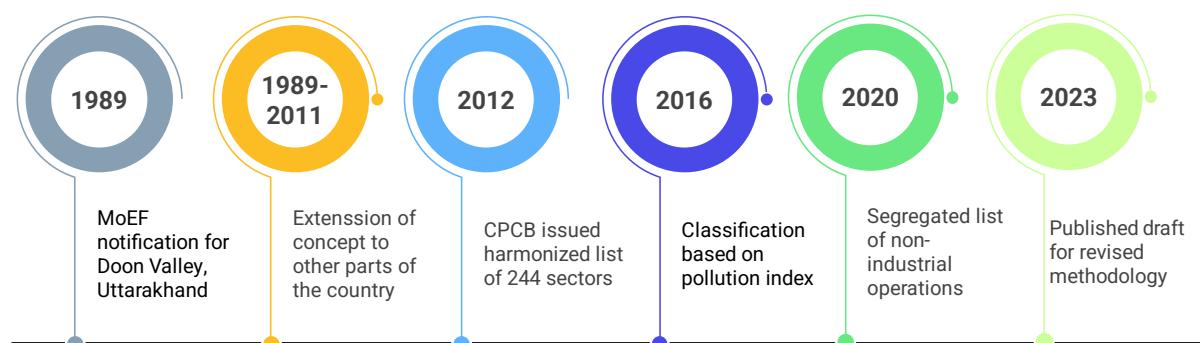 1989
1989-
2011
2012
2016
2020
2023
MoEF
notification for
Doon Valley,
Uttarakhand
Extenssion of
concept to
other parts of
the country
CPCB issued
harmonized list
of 244 sectors
Classification
based on
pollution index
Segregated list
of non-
industrial
operations
Published draft
for revised
methodology